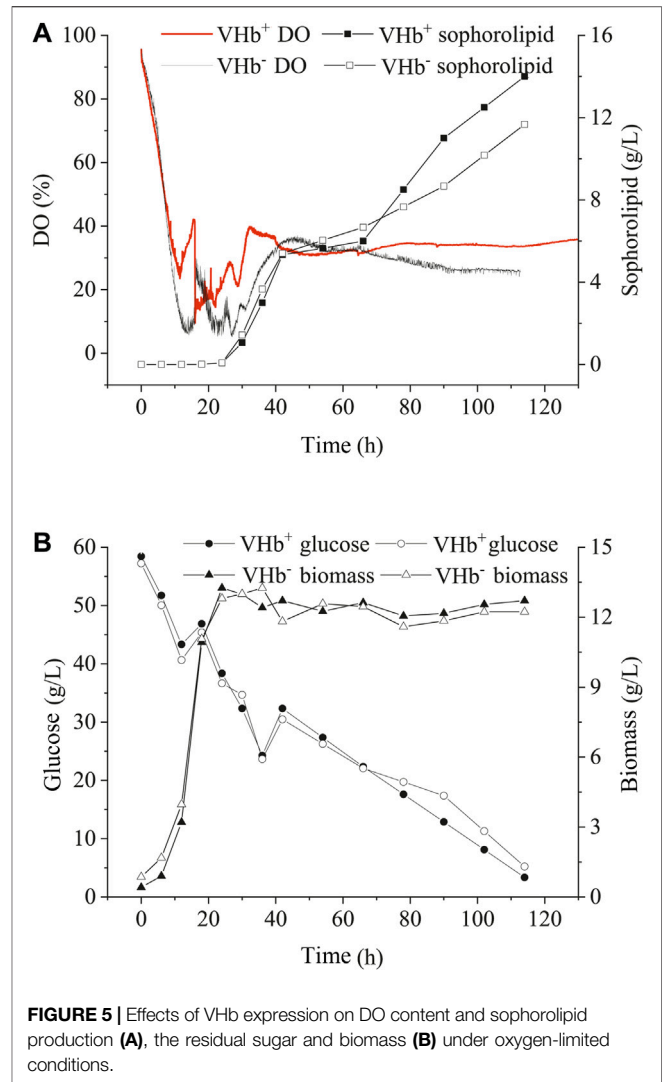 A
VHb+ DO
VHb+ sophorolipid
VHb- DO
VHb- sophorolipid
100
80
60
40
20
0
DO (%)
16
12
8
4
0
Sophorolipid (g/L)
0 20 40 60 80 100 120
Time (h)
B
VHb+ glucose
VHb+glucose
VHb- biomass
VHb- biomass
60
50
40
30
20
10
0
Glucose (g/L)
15
12
9
6
3
0
Biomass (g/L)
0 20 40 60 80 100 120
Time (h)
FIGURE 5 | Effects of VHb expression on DO content and sophorolipid
production (A), the residual sugar and biomass (B) under oxygen-limited
conditions.